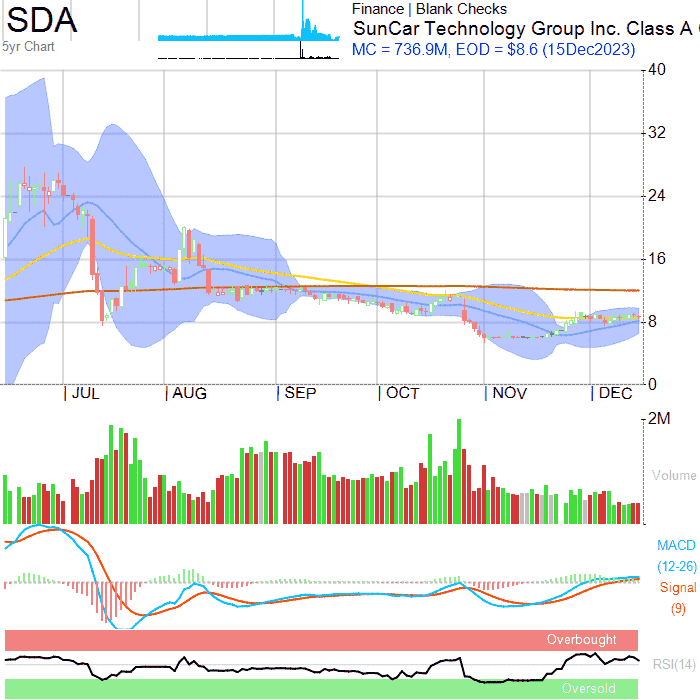 SDA
Finance | Blank Checks
5yr Chart
SunCar Technology Group Inc. Class A
MC = 736.9M, EOD = $8.6 (15Dec2023)
40
32
24
16
8
0
JUL
AUG
SEP
OCT
NOV
DEC
2M
Volume
MACD
(12-26)
Signal
(9)
Overbought
RSI(14)
Oversold